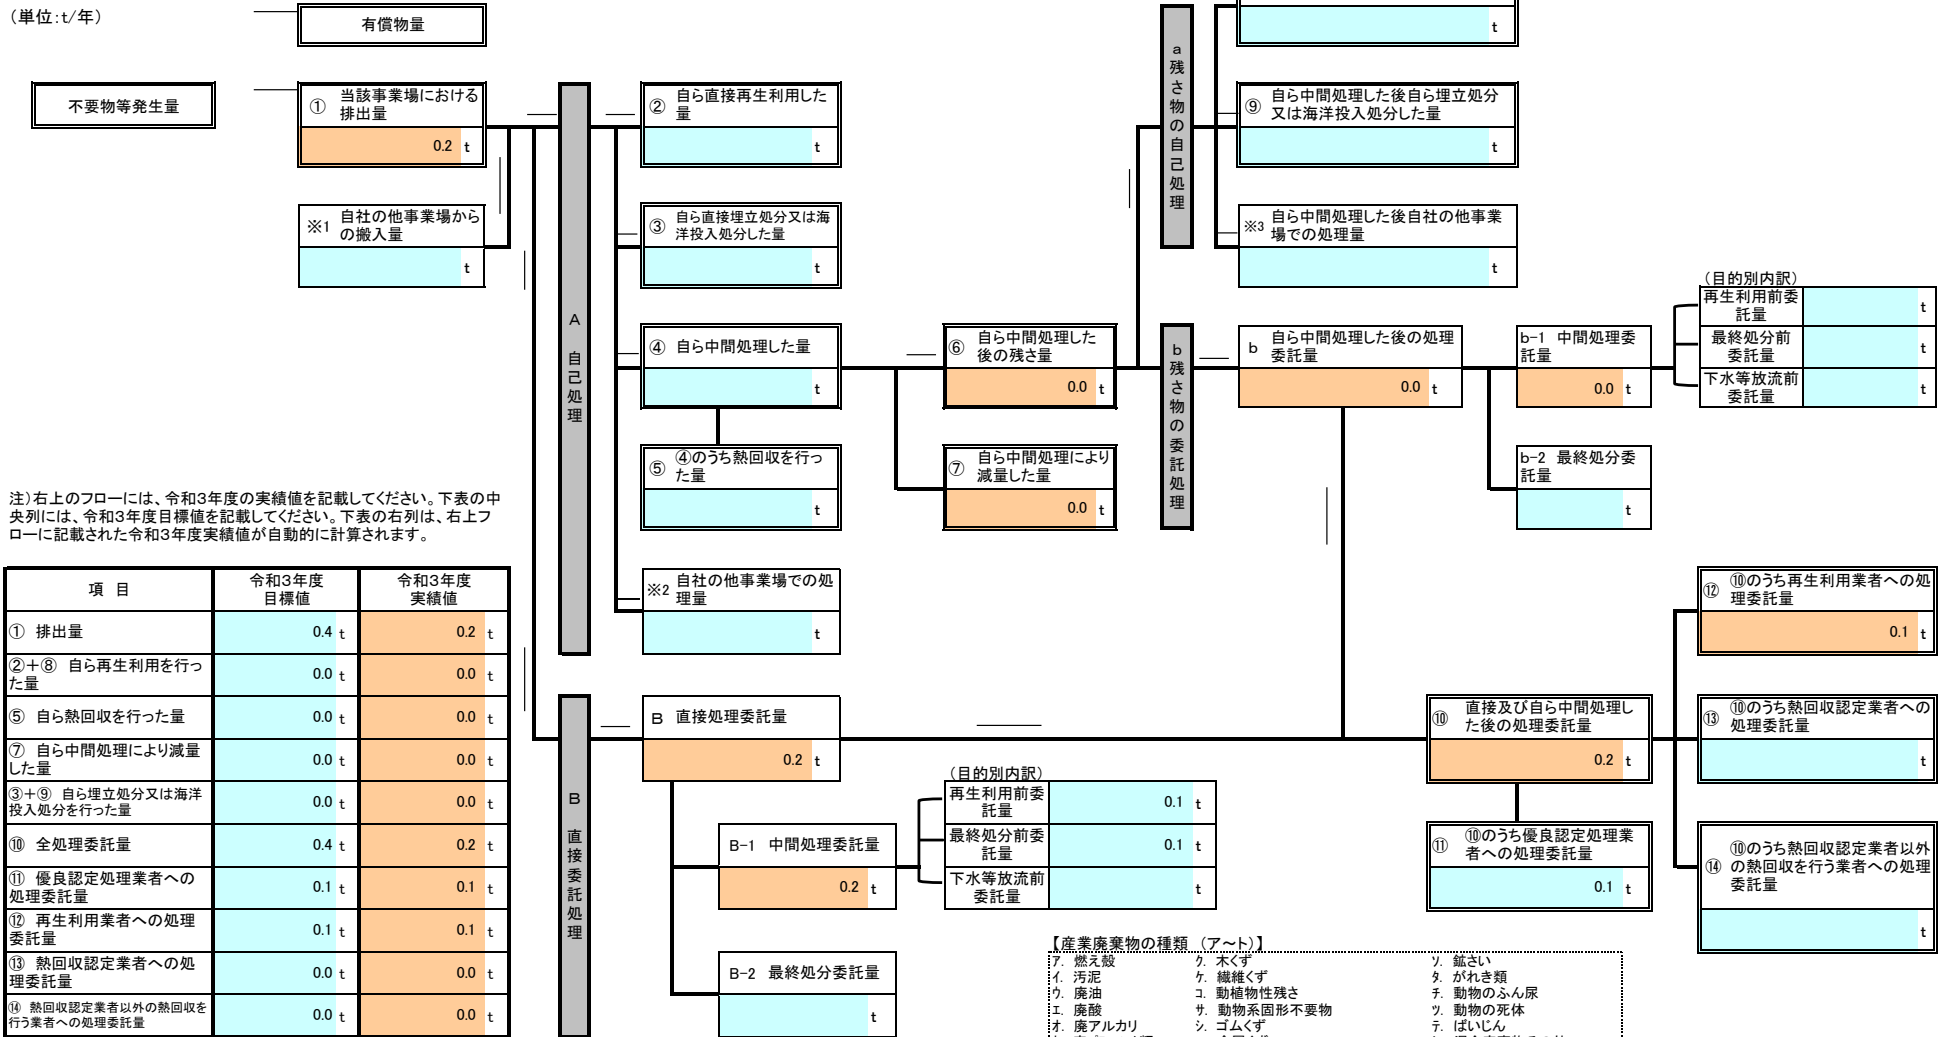 （単位：t/年）
有償物量
t
不要物等発生量
① 当該事業場における
排出量
0.2 t
※1 自社の他事業場から
の搬入量
t
A 自己処理
② 自ら直接再生利用した
量
t
③ 自ら直接埋立処分又は海
洋投入処分した量
t
④ 自ら中間処理した量
t
⑤ ④のうち熱回収を行っ
た量
t
※2 自社の他事業場での処
理量
t
⑥ 自ら中間処理した
後の残さ量
0.0 t
⑦ 自ら中間処理により
減量した量
0.0 t
a 残さ物の自己処理
⑨ 自ら中間処理した後自ら埋立処分
又は海洋投入処分した量
t
※3 自ら中間処理した後自社の他事業
場での処理量
t
b 残さ物の委託処理
b 自ら中間処理した後の処理
委託量
0.0 t
b-1 中間処理委
託量
0.0 t
b-2 最終処分委
託量
t
（目的別内訳）
再生利用前委
託量
t
最終処分前
委託量
t
下水等放流前
委託量
t
注）右上のフローには、令和3年度の実績値を記載してください。下表の中
央列には、令和3年度目標値を記載してください。下表の右列は、右上フ
ローに記載された令和3年度実績値が自動的に計算されます。
項 目
令和3年度
目標値
令和3年度
実績値
① 排出量 0.4 t 0.2 t
②＋⑧ 自ら再生利用を行っ
た量 0.0 t 0.0 t
⑤ 自ら熱回収を行った量 0.0 t 0.0 t
⑦ 自ら中間処理により減量
した量 0.0 t 0.0 t
③＋⑨ 自ら埋立処分又は海洋
投入処分を行った量 0.0 t 0.0 t
⑩ 全処理委託量 0.4 t 0.2 t
⑪ 優良認定処理業者への
処理委託量 0.1 t 0.1 t
⑫ 再生利用業者への処理
委託量 0.1 t 0.1 t
⑬ 熱回収認定業者への処
理委託量 0.0 t 0.0 t
⑭ 熱回収認定業者以外の熱回収を
行う業者への処理委託量 0.0 t 0.0 t
B 直接委託処理
B 直接処理委託量
0.2 t
B-1 中間処理委託量
0.2 t
B-2 最終処分委託量
t
（目的別内訳）
再生利用前委
託量
0.1 t
最終処分前委
託量
0.1 t
下水等放流前
委託量
t
⑩ 直接及び自ら中間処理し
た後の処理委託量
0.2 t
⑪ ⑩のうち優良認定処理業
者への処理委託量
0.1 t
⑫ ⑩のうち再生利用業者への処
理委託量
0.1 t
⑬ ⑩のうち熱回収認定業者への
処理委託量
t
⑭ ⑩のうち熱回収認定業者以外
の熱回収を行う業者への処理
委託量
t
【産業廃棄物の種類 （ア～ト）】
ア. 燃え殻 ク. 木くず ソ. 鉱さい
イ. 汚泥 ケ. 繊維くず タ. がれき類
ウ. 廃油 コ. 動植物性残さ チ. 動物のふん尿
エ. 廃酸 サ. 動物系固形不要物 ツ. 動物の死体
オ. 廃アルカリ シ. ゴムくず テ. ばいじん